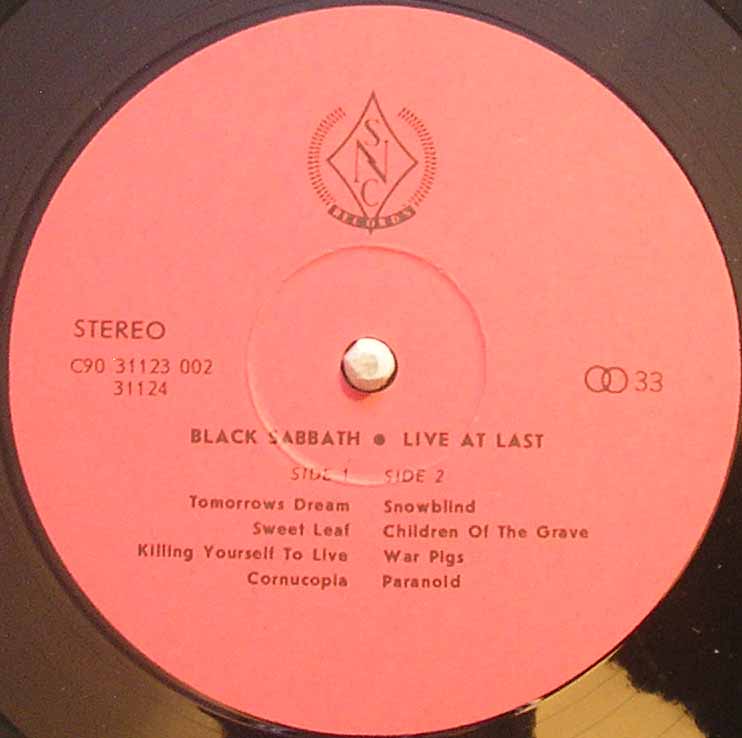 S
N
C
RECORDS
STEREO
C90 31123 002
31124
33
BLACK SABBATH ● LIVE AT LAST
SIDE 1 SIDE 2
Tomorrows Dream Snowblind
Sweet Leaf Children Of The Grave
Killing Yourself To Live War Pigs
Cornucopia Paranoid